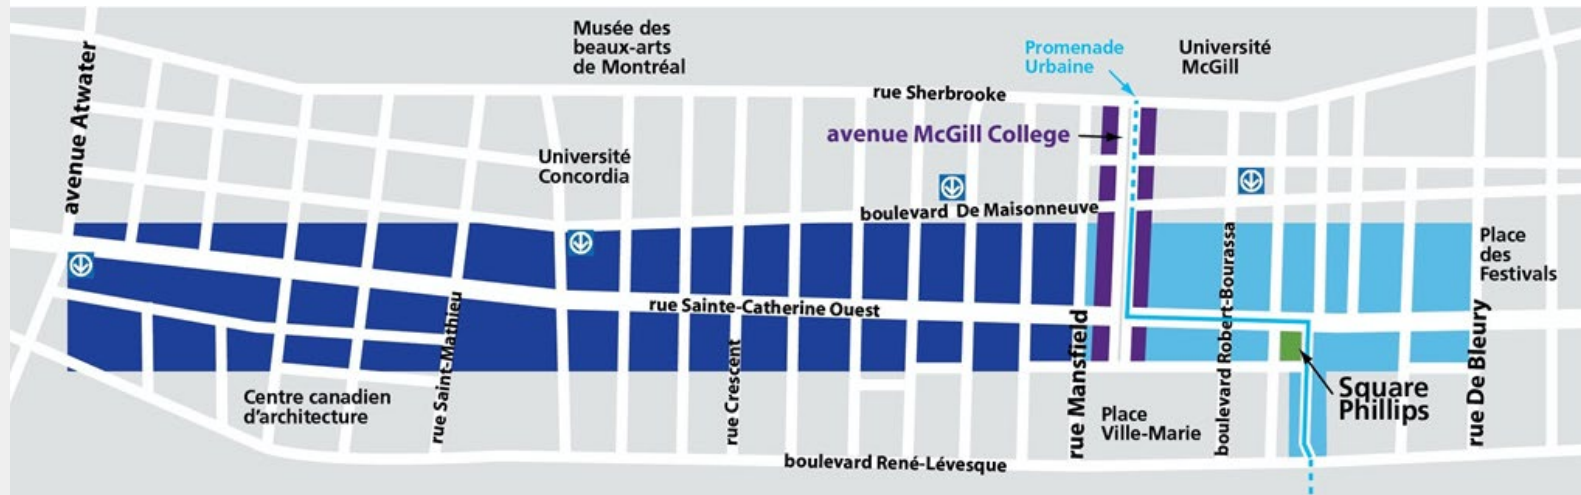 Musée des
beaux-arts
de Montréal
Promenade
Urbaine
Université
McGill
avenue Atwater
rue Sherbrooke
avenue McGill College
Université
Concordia
boulevard De Maisonneuve
Place
des
Festivals
rue Sainte-Catherine Ouest
rue Saint-Mathieu
rue Crescent
rue Mansfield
boulevard Robert-Bourassa
rue De Bleury
Centre canadien
d'architecture
Place
Ville-Marie
Square
Phillips
boulevard René-Lévesque